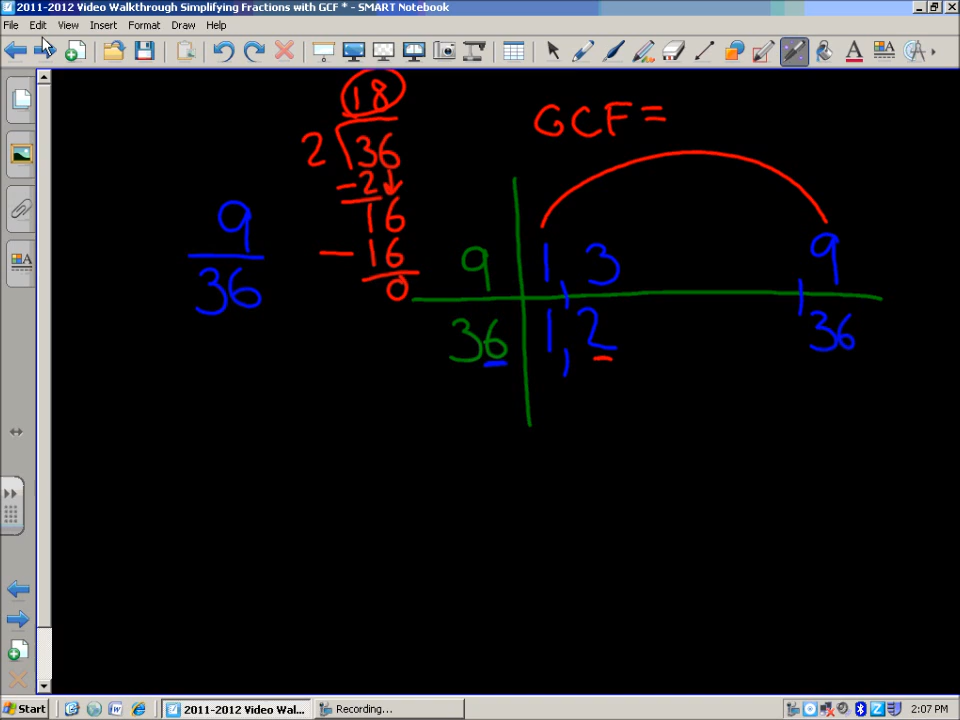 2011-2012 Video Walkthrough Simplifying Fractions with GCF * - SMART Notebook
File Edit View Insert Format Draw Help
18
GCF =
2 36
-2
16
-16
0
9
36
9 1, 3 , 9
36 1, 2 36
Start
2011-2012 Video Wal...
Recording...
2:07 PM